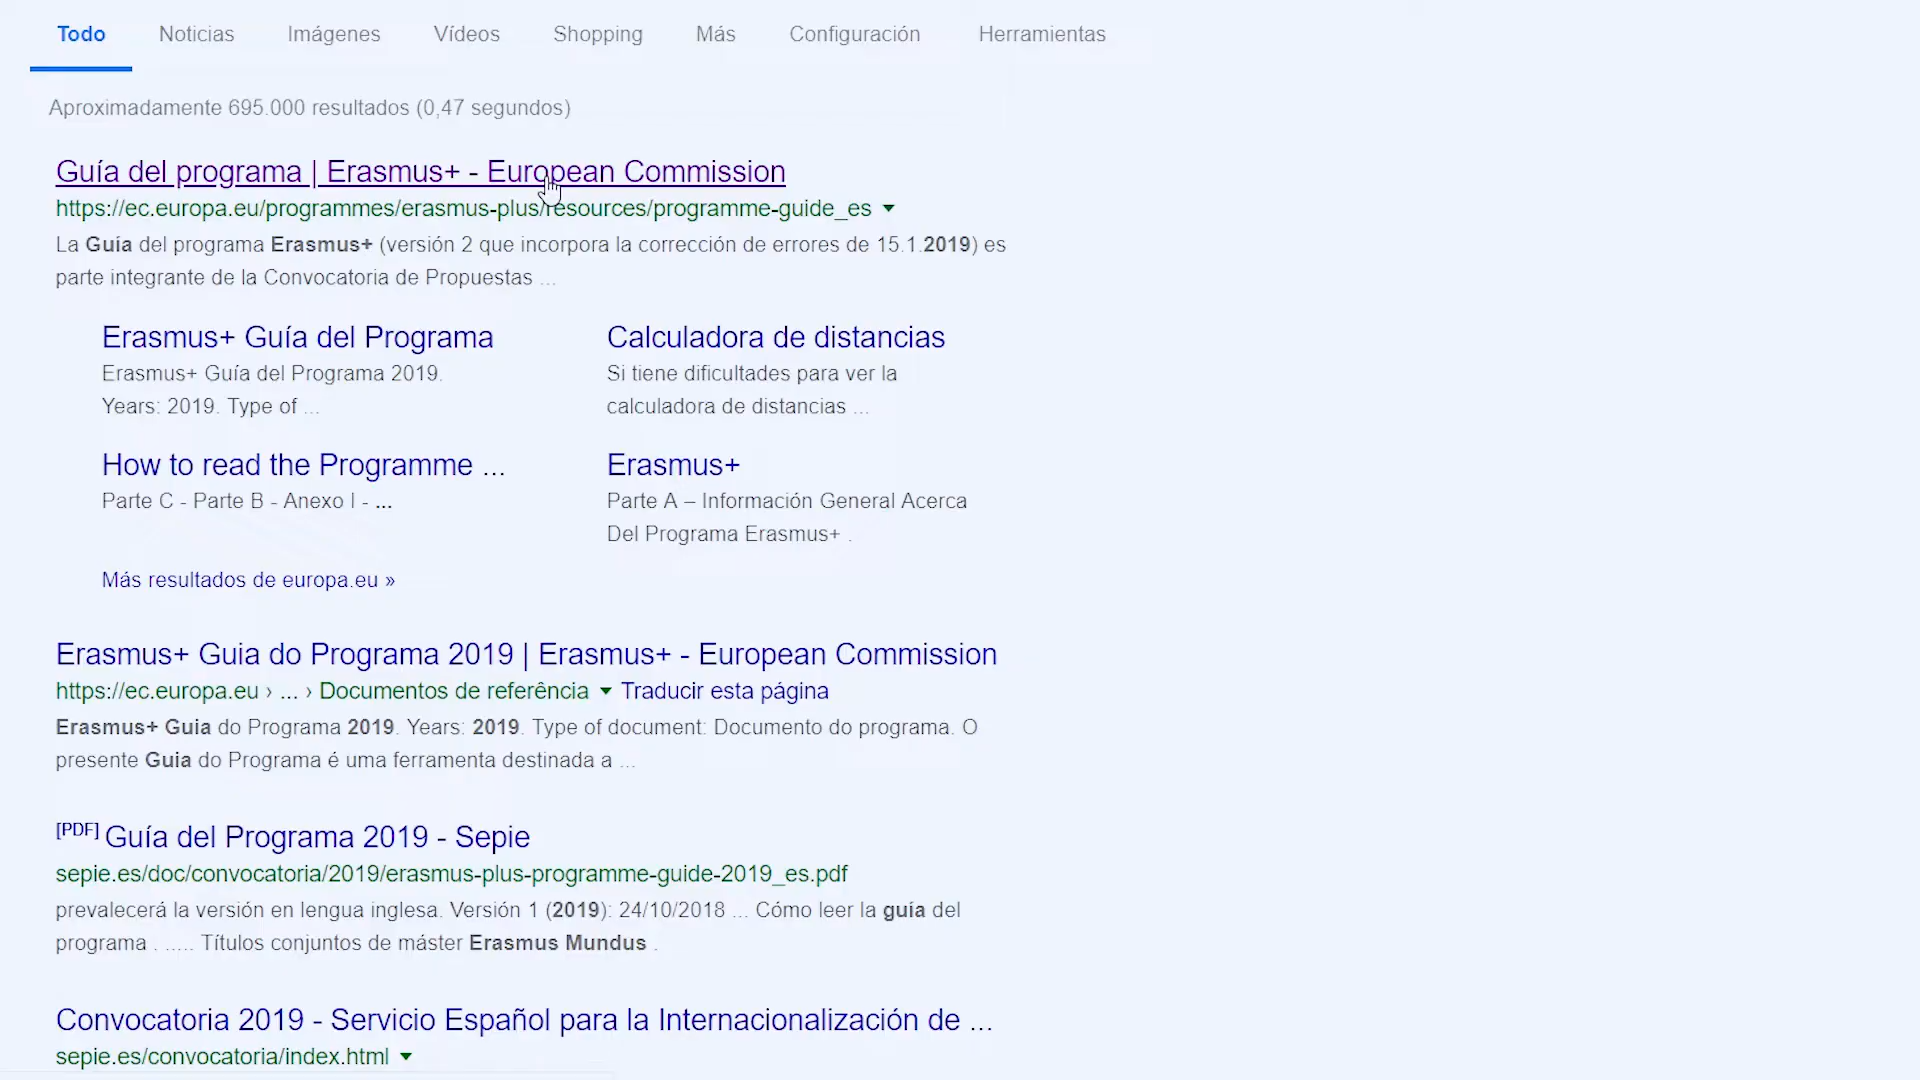 Todo Noticias Imágenes Vídeos Shopping Más Configuración Herramientas
Aproximadamente 695.000 resultados (0,47 segundos)
Guía del programa | Erasmus+ - European Commission
https://ec.europa.eu/programmes/erasmus-plus/resources/programme-guide_es
La Guía del programa Erasmus+ (versión 2 que incorpora la corrección de errores de 15.1.2019) es
parte integrante de la Convocatoria de Propuestas ...
Erasmus+ Guía del Programa
Erasmus+ Guía del Programa 2019.
Years: 2019. Type of ...
Calculadora de distancias
Si tiene dificultades para ver la
calculadora de distancias ...
How to read the Programme ...
Parte C - Parte B - Anexo I - ...
Erasmus+
Parte A – Información General Acerca
Del Programa Erasmus+ .
Más resultados de europa.eu »
Erasmus+ Guia do Programa 2019 | Erasmus+ - European Commission
https://ec.europa.eu › ... › Documentos de referência Traducir esta página
Erasmus+ Guia do Programa 2019. Years: 2019. Type of document: Documento do programa. O
presente Guia do Programa é uma ferramenta destinada a ...
[PDF] Guía del Programa 2019 - Sepie
sepie.es/doc/convocatoria/2019/erasmus-plus-programme-guide-2019_es.pdf
prevalecerá la versión en lengua inglesa. Versión 1 (2019): 24/10/2018 ... Cómo leer la guía del
programa . ..... Títulos conjuntos de máster Erasmus Mundus .
Convocatoria 2019 - Servicio Español para la Internacionalización de ...
sepie.es/convocatoria/index.html